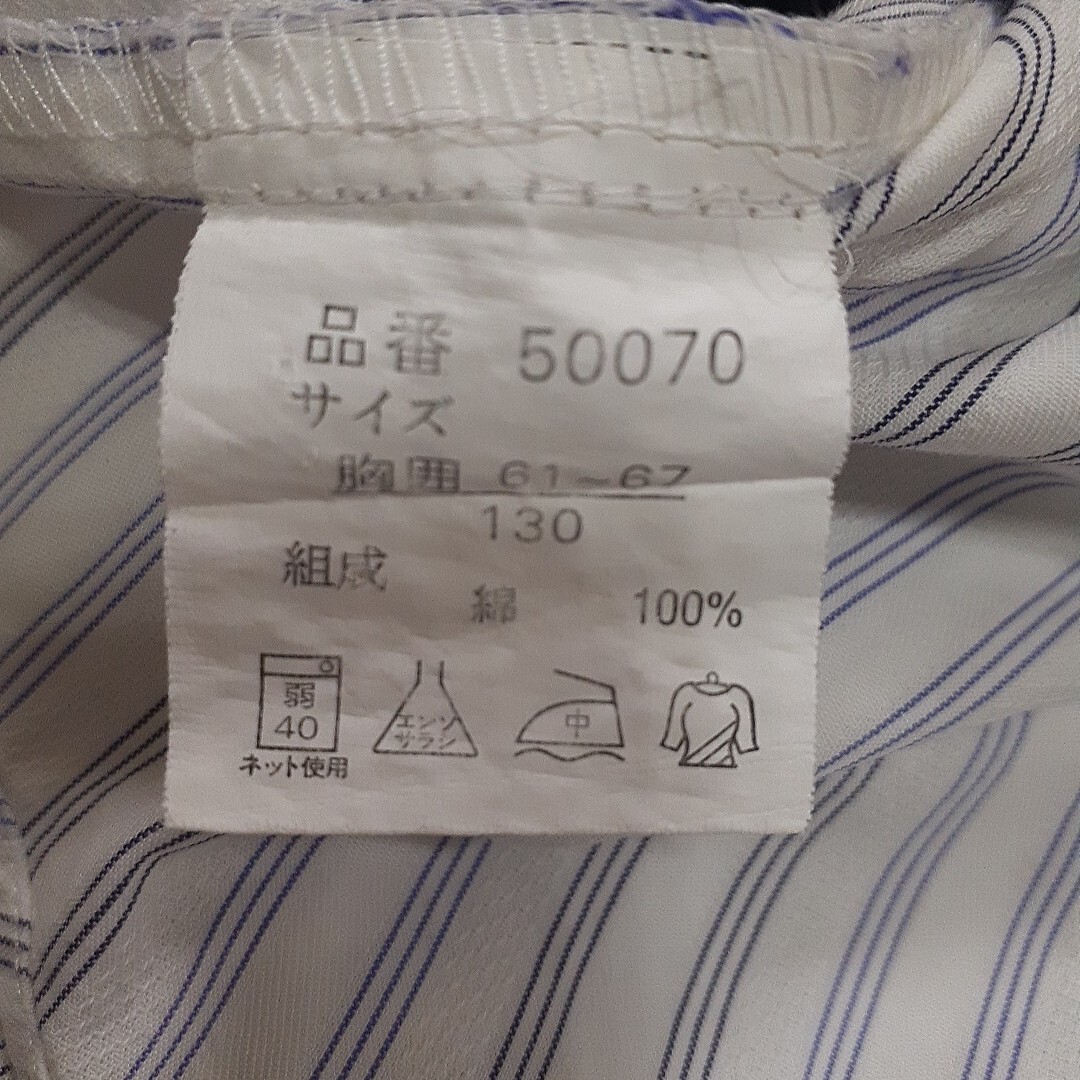 品番 50070
サイズ
胸囲 61~67
130
組成
綿 100%
弱
40
ネット使用
エンソ
サラシ
中